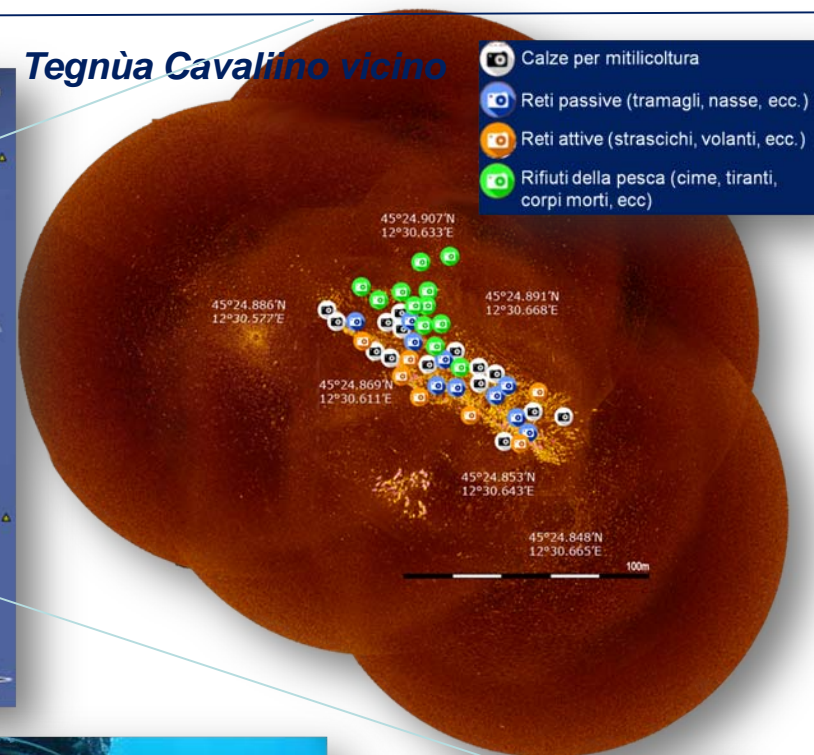 Tegnùa Cavaliino vicino
Calze per mitilicoltura
Reti passive (tramagli, nasse, ecc.)
Reti attive (strascichi, volanti, ecc.)
Rifiuti della pesca (cime, tiranti,
corpi morti, ecc)
45°24.907'N
12°30.633'E
45°24.886'N
12°30.577'E
45°24.891'N
12°30.668'E
45°24.869'N
12°30.611'E
45°24.853'N
12°30.643'E
45°24.848'N
12°30.665'E
100m